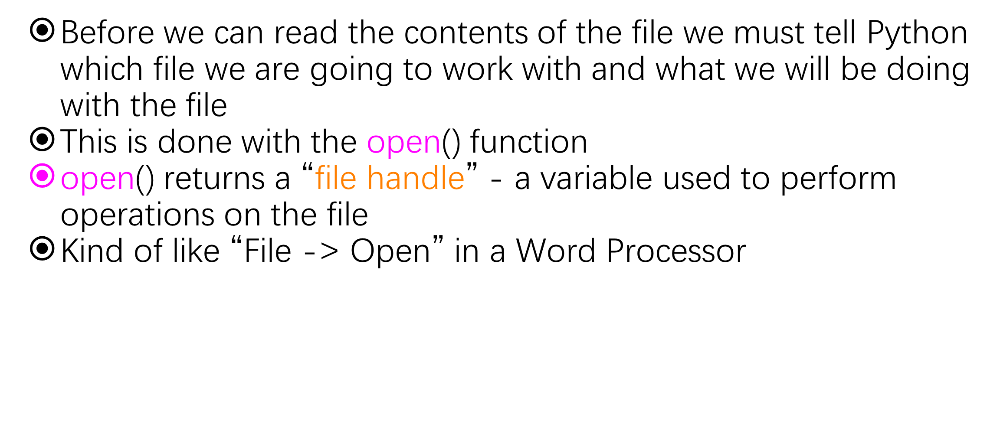 ◉Before we can read the contents of the file we must tell Python
which file we are going to work with and what we will be doing
with the file
◉This is done with the open() function
◉open() returns a “file handle” - a variable used to perform
operations on the file
◉Kind of like “File -> Open” in a Word Processor